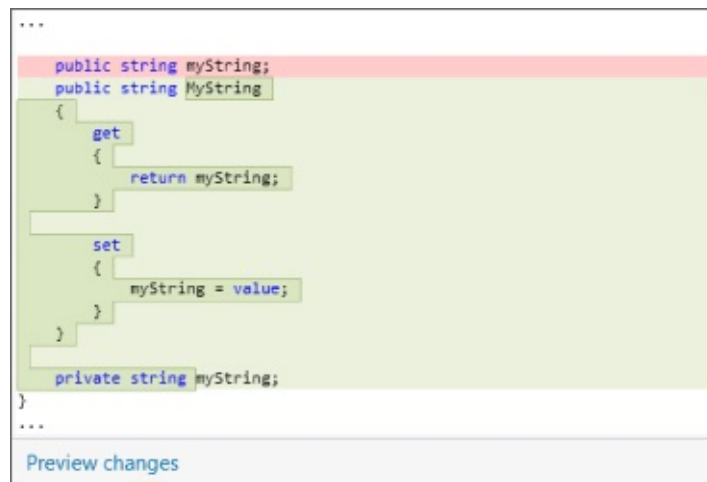 ...
public string myString;
public string MyString
{
get
{
return myString;
}
set
{
myString = value;
}
}
private string myString;
}
...
Preview changes